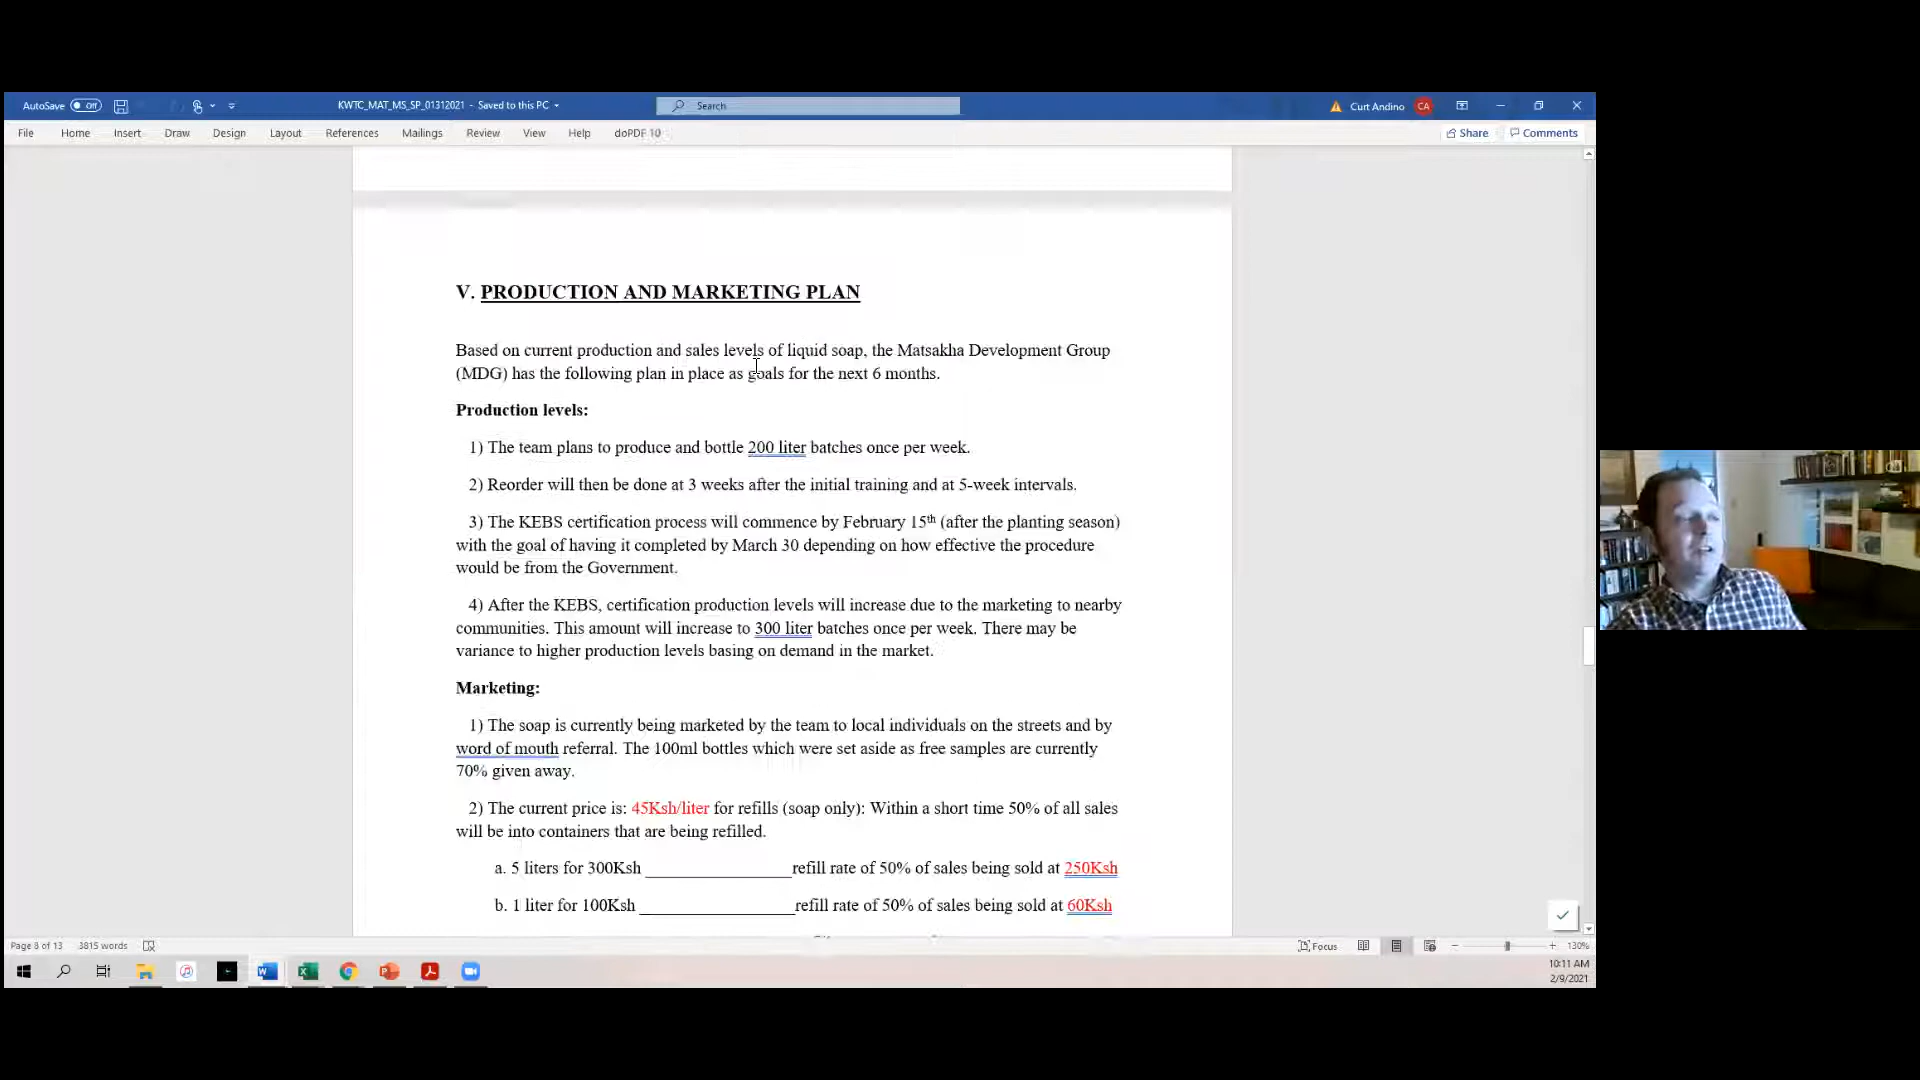 AutoSave Off
KWTC_MAT_MS_SP_01312021 - Saved to this PC
Search
Curt Andino CA
File Home Insert Draw Design Layout References Mailings Review View Help doPDF 10
Share Comments
V. PRODUCTION AND MARKETING PLAN
Based on current production and sales levels of liquid soap, the Matsakha Development Group
(MDG) has the following plan in place as goals for the next 6 months.
Production levels:
1) The team plans to produce and bottle 200 liter batches once per week.
2) Reorder will then be done at 3 weeks after the initial training and at 5-week intervals.
3) The KEBS certification process will commence by February 15th (after the planting season)
with the goal of having it completed by March 30 depending on how effective the procedure
would be from the Government.
4) After the KEBS, certification production levels will increase due to the marketing to nearby
communities. This amount will increase to 300 liter batches once per week. There may be
variance to higher production levels basing on demand in the market.
Marketing:
1) The soap is currently being marketed by the team to local individuals on the streets and by
word of mouth referral. The 100ml bottles which were set aside as free samples are currently
70% given away.
2) The current price is: 45Ksh/liter for refills (soap only): Within a short time 50% of all sales
will be into containers that are being refilled.
a. 5 liters for 300Ksh ________________refill rate of 50% of sales being sold at 250Ksh
b. 1 liter for 100Ksh _________________refill rate of 50% of sales being sold at 60Ksh
Page 8 of 13 3815 words
Focus
130%
10:11 AM
2/9/2021